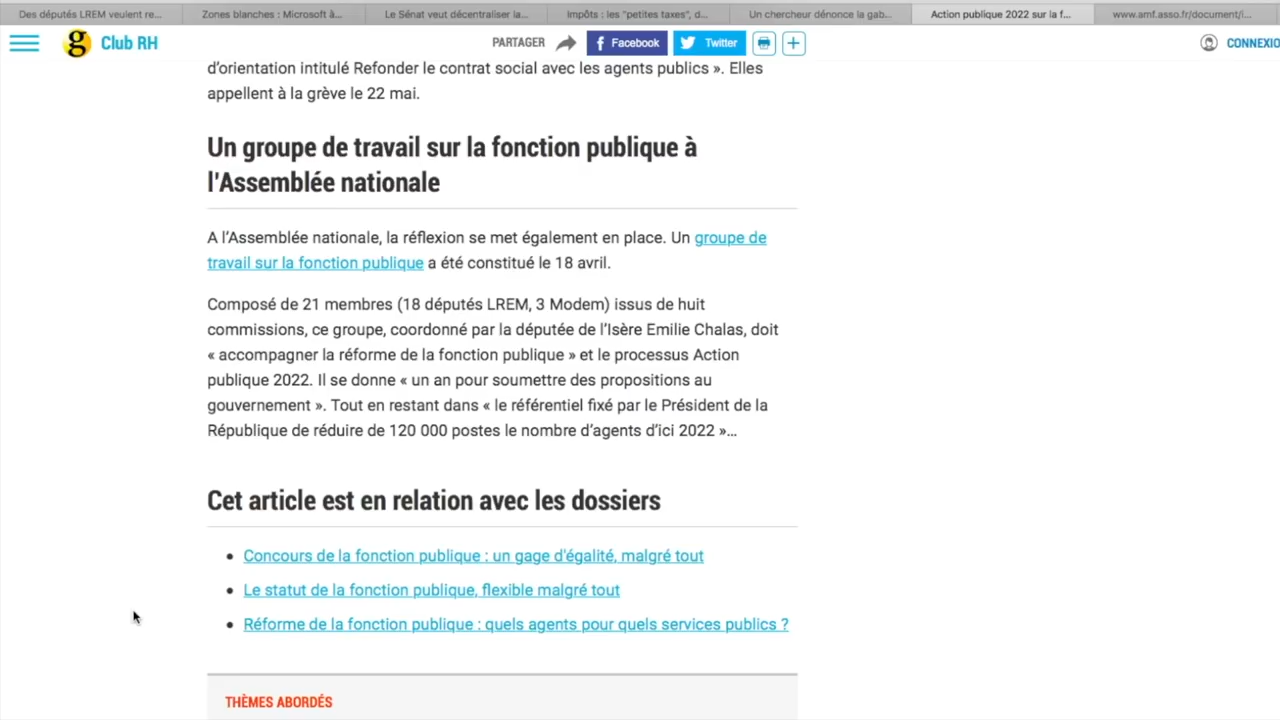 Des députés LREM veulent re...
Zones blanches : Microsoft à...
Le Sénat veut décentraliser la...
Impôts : les "petites taxes", d...
Un chercheur dénonce la gab...
Action publique 2022 sur la f...
www.amf.asso.fr/document/i...
g Club RH
PARTAGER
Facebook
Twitter
CONNEXIO
d'orientation intitulé Refonder le contrat social avec les agents publics ». Elles
appellent à la grève le 22 mai.
Un groupe de travail sur la fonction publique à
l'Assemblée nationale
A l'Assemblée nationale, la réflexion se met également en place. Un groupe de
travail sur la fonction publique a été constitué le 18 avril.
Composé de 21 membres (18 députés LREM, 3 Modem) issus de huit
commissions, ce groupe, coordonné par la députée de l'Isère Emilie Chalas, doit
« accompagner la réforme de la fonction publique » et le processus Action
publique 2022. Il se donne « un an pour soumettre des propositions au
gouvernement ». Tout en restant dans « le référentiel fixé par le Président de la
République de réduire de 120 000 postes le nombre d'agents d'ici 2022 »...
Cet article est en relation avec les dossiers
• Concours de la fonction publique : un gage d'égalité, malgré tout
• Le statut de la fonction publique, flexible malgré tout
• Réforme de la fonction publique : quels agents pour quels services publics ?
THÈMES ABORDÉS